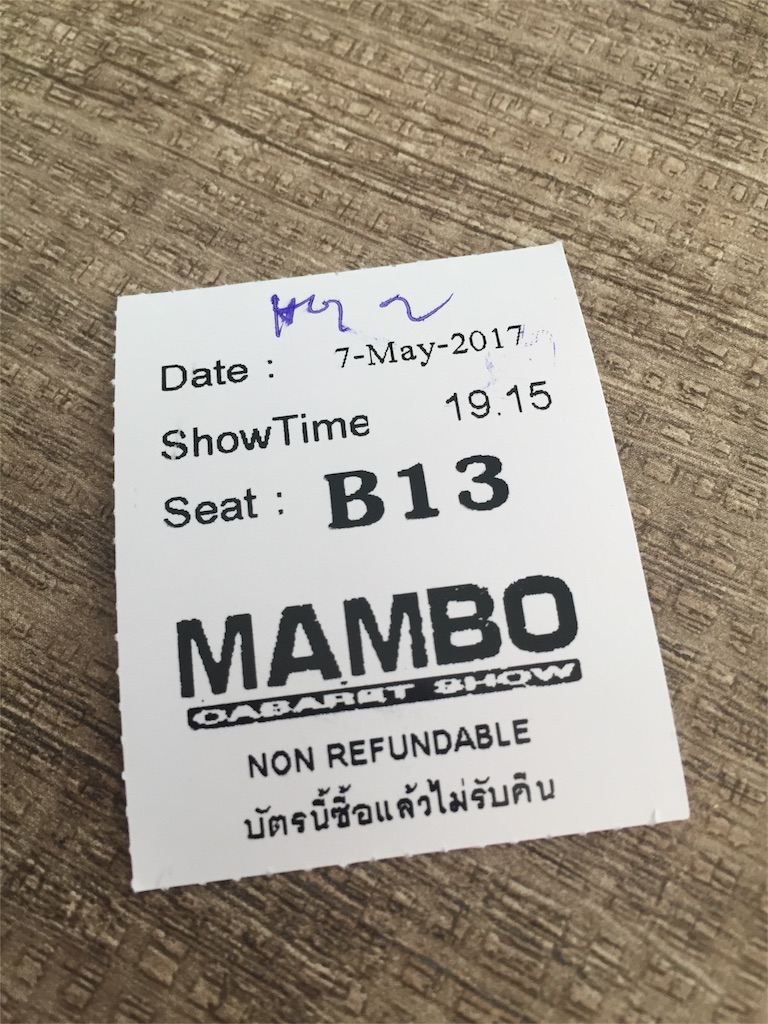 Date : 7-May-2017
ShowTime 19.15
Seat : B13
MAMBO
CABARET SHOW
NON REFUNDABLE
บัตรนี้ซื้อแล้วไม่รับคืน